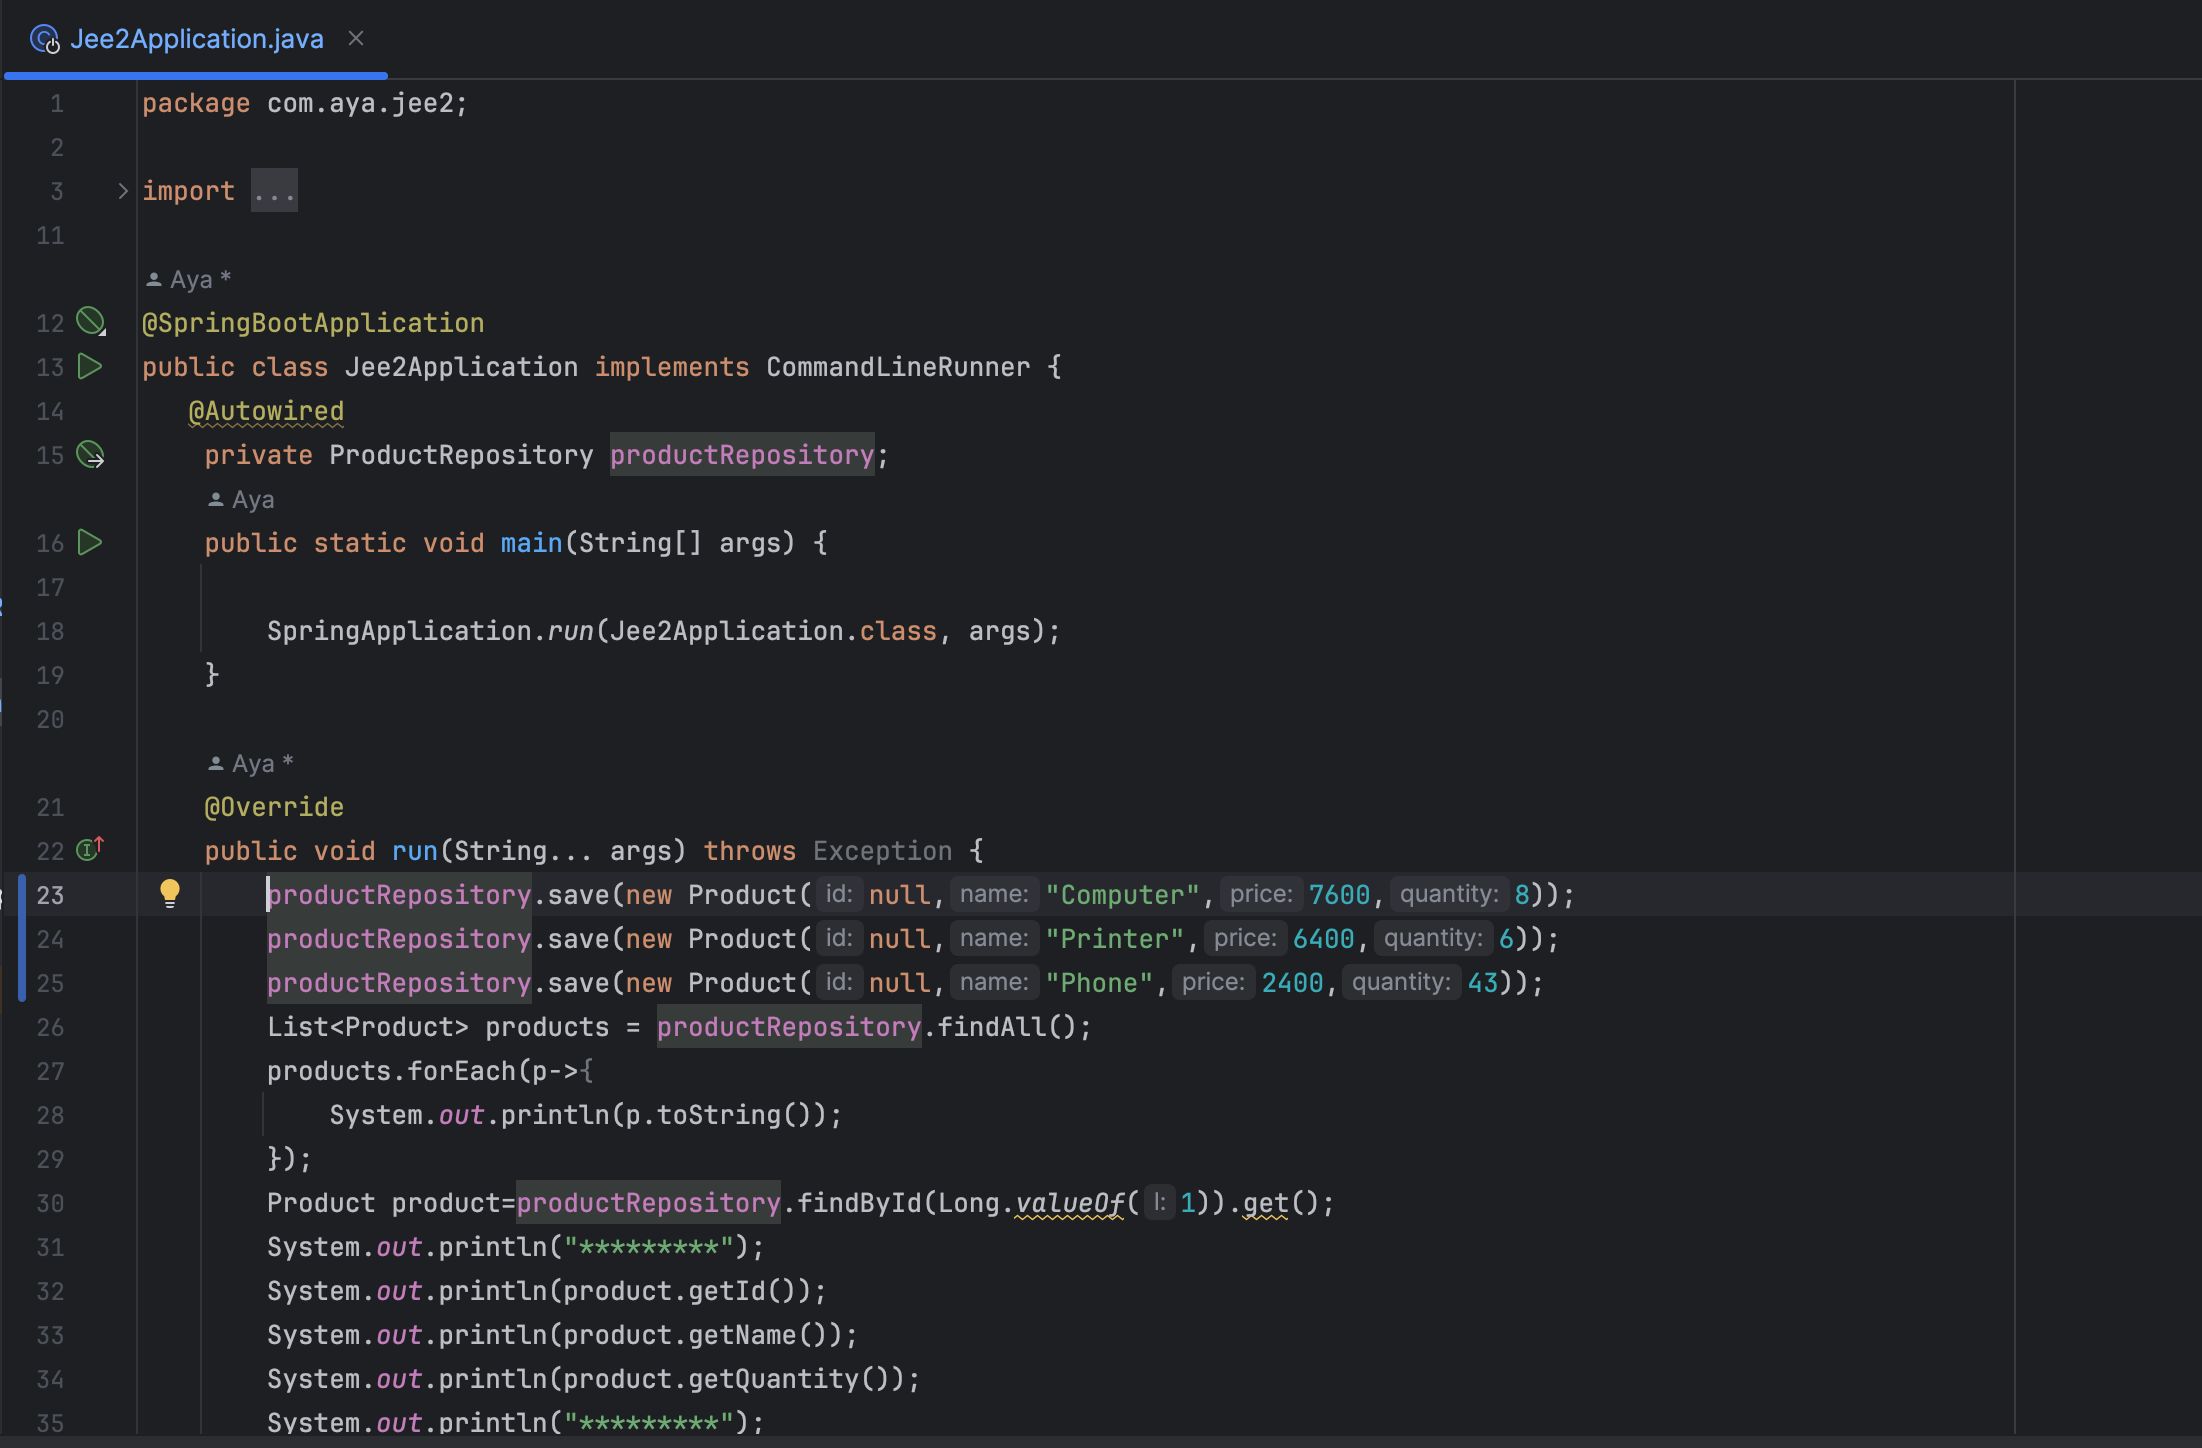 Jee2Application.java
1 package com.aya.jee2;
2
3 import ...
11
Aya *
12 @SpringBootApplication
13 public class Jee2Application implements CommandLineRunner {
14 @Autowired
15 private ProductRepository productRepository;
Aya
16 public static void main(String[] args) {
17
18 SpringApplication.run(Jee2Application.class, args);
19 }
20
Aya *
21 @Override
22 public void run(String... args) throws Exception {
23 productRepository.save(new Product( id: null, name: "Computer", price: 7600, quantity: 8));
24 productRepository.save(new Product( id: null, name: "Printer", price: 6400, quantity: 6));
25 productRepository.save(new Product( id: null, name: "Phone", price: 2400, quantity: 43));
26 List<Product> products = productRepository.findAll();
27 products.forEach(p->{
28 System.out.println(p.toString());
29 });
30 Product product=productRepository.findById(Long.valueOf( l: 1)).get();
31 System.out.println("*********");
32 System.out.println(product.getId());
33 System.out.println(product.getName());
34 System.out.println(product.getQuantity());
35 System.out.println("*********");